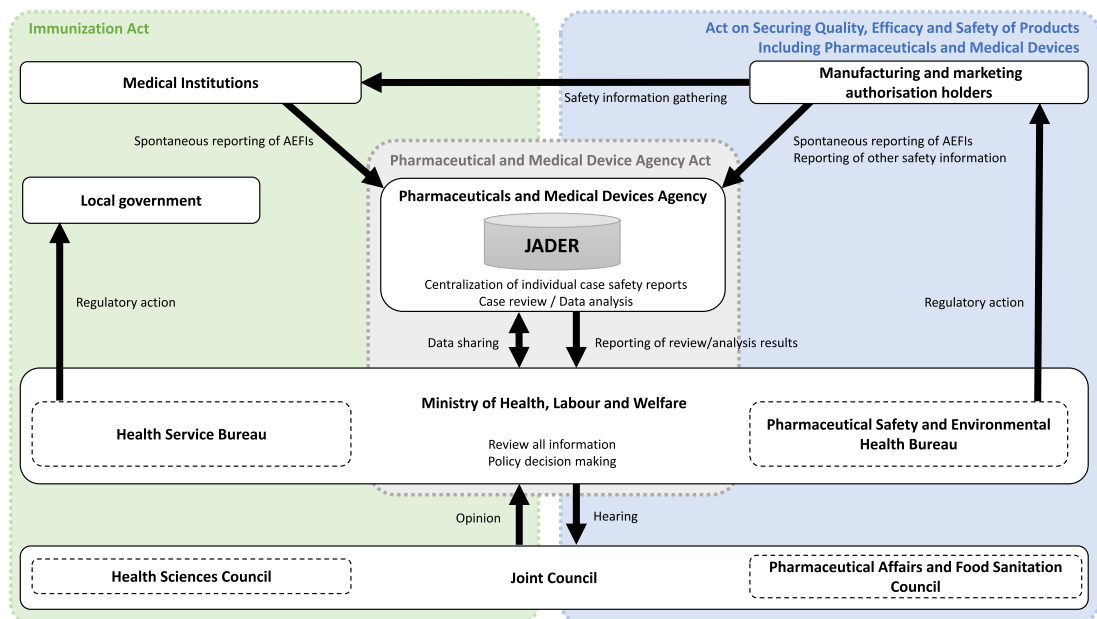 Immunization Act
Act on Securing Quality, Efficacy and Safety of Products
Including Pharmaceuticals and Medical Devices
Medical Institutions
Manufacturing and marketing
authorisation holders
Safety information gathering
Spontaneous reporting of AEFIs
Spontaneous reporting of AEFIs
Reporting of other safety information
Pharmaceutical and Medical Device Agency Act
Pharmaceuticals and Medical Devices Agency
Local government
JADER
Centralization of individual case safety reports
Case review / Data analysis
Regulatory action
Regulatory action
Data sharing
Reporting of review/analysis results
Ministry of Health, Labour and Welfare
Health Service Bureau
Pharmaceutical Safety and Environmental
Health Bureau
Review all information
Policy decision making
Opinion
Hearing
Health Sciences Council
Joint Council
Pharmaceutical Affairs and Food Sanitation
Council